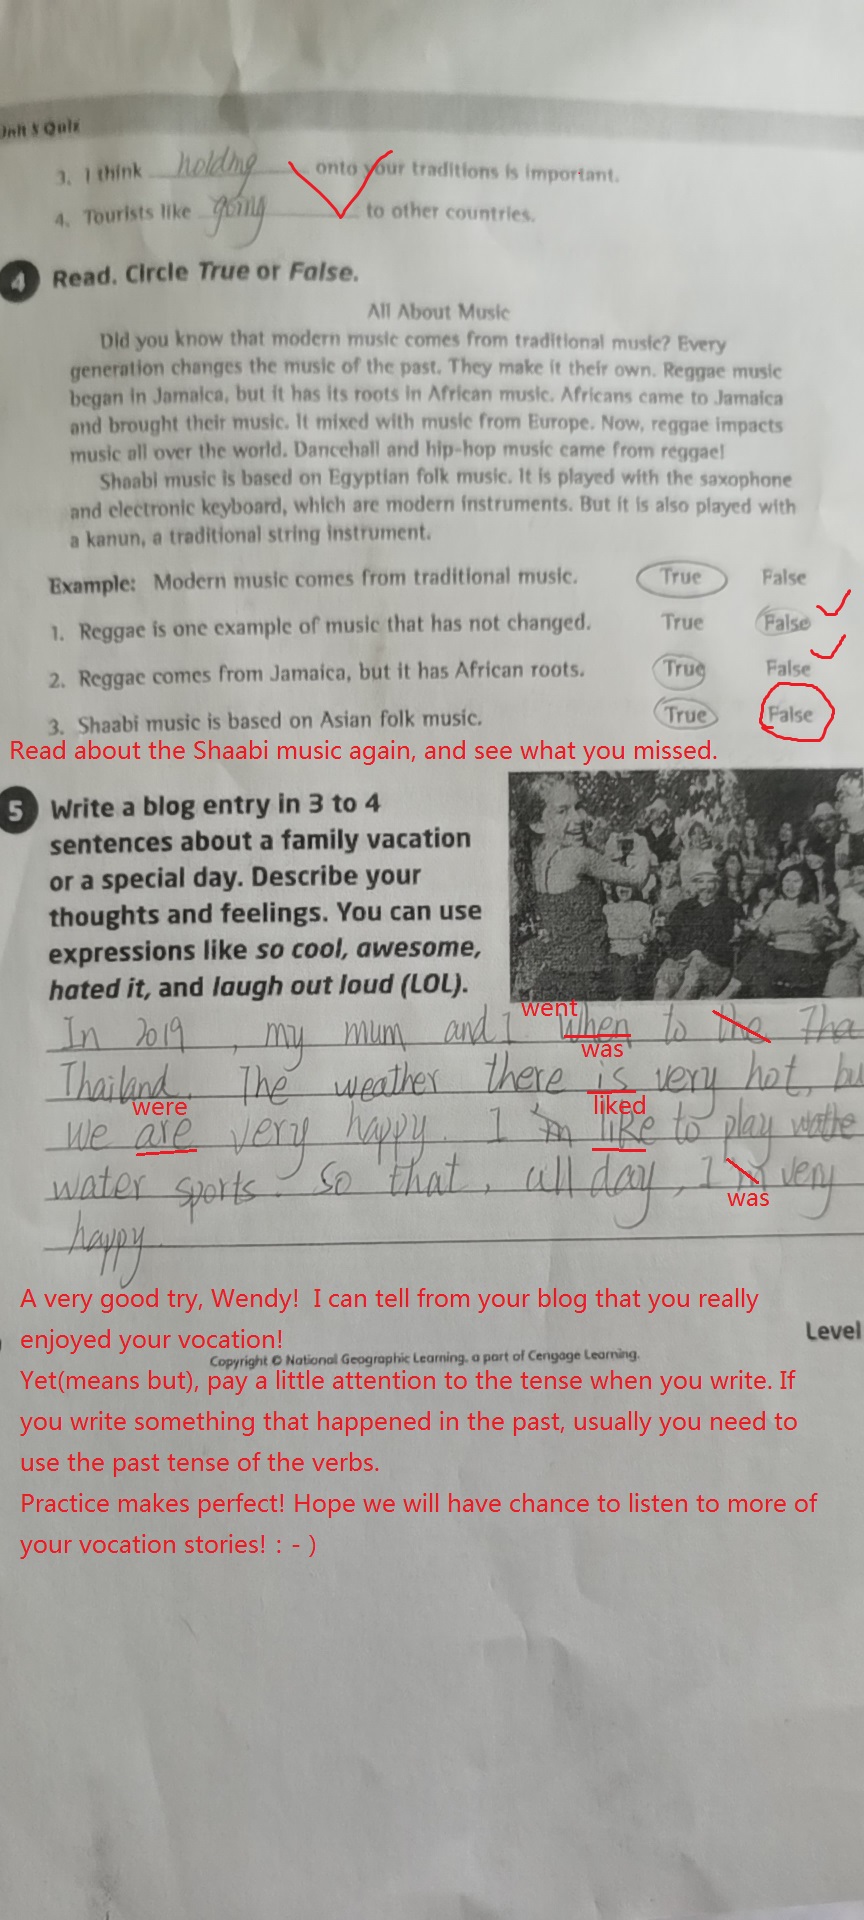 Unit 5 Quiz
3. I think holding onto your traditions is important.
4. Tourists like going to other countries.
4 Read. Circle True or False.
All About Music
Did you know that modern music comes from traditional music? Every
generation changes the music of the past. They make it their own. Reggae music
began in Jamaica, but it has its roots in African music. Africans came to Jamaica
and brought their music. It mixed with music from Europe. Now, reggae impacts
music all over the world. Dancehall and hip-hop music came from reggae!
Shaabi music is based on Egyptian folk music. It is played with the saxophone
and electronic keyboard, which are modern instruments. But it is also played with
a kanun, a traditional string instrument.
Example: Modern music comes from traditional music. True False
1. Reggae is one example of music that has not changed. True False
2. Reggae comes from Jamaica, but it has African roots. True False
3. Shaabi music is based on Asian folk music. True False
Read about the Shaabi music again, and see what you missed.
5 Write a blog entry in 3 to 4
sentences about a family vacation
or a special day. Describe your
thoughts and feelings. You can use
expressions like so cool, awesome,
hated it, and laugh out loud (LOL).
went
In 2019, my mum and I when to the Thai
was
Thailand. The weather there is very hot, bu
were liked
we are very happy. I like to play
water sports. so that, all day, I'm very
was
happy.
A very good try, Wendy! I can tell from your blog that you really
enjoyed your vocation!
Level
Copyright © National Geographic Learning, a part of Cengage Learning.
Yet(means but), pay a little attention to the tense when you write. If
you write something that happened in the past, usually you need to
use the past tense of the verbs.
Practice makes perfect! Hope we will have chance to listen to more of
your vocation stories! : - )